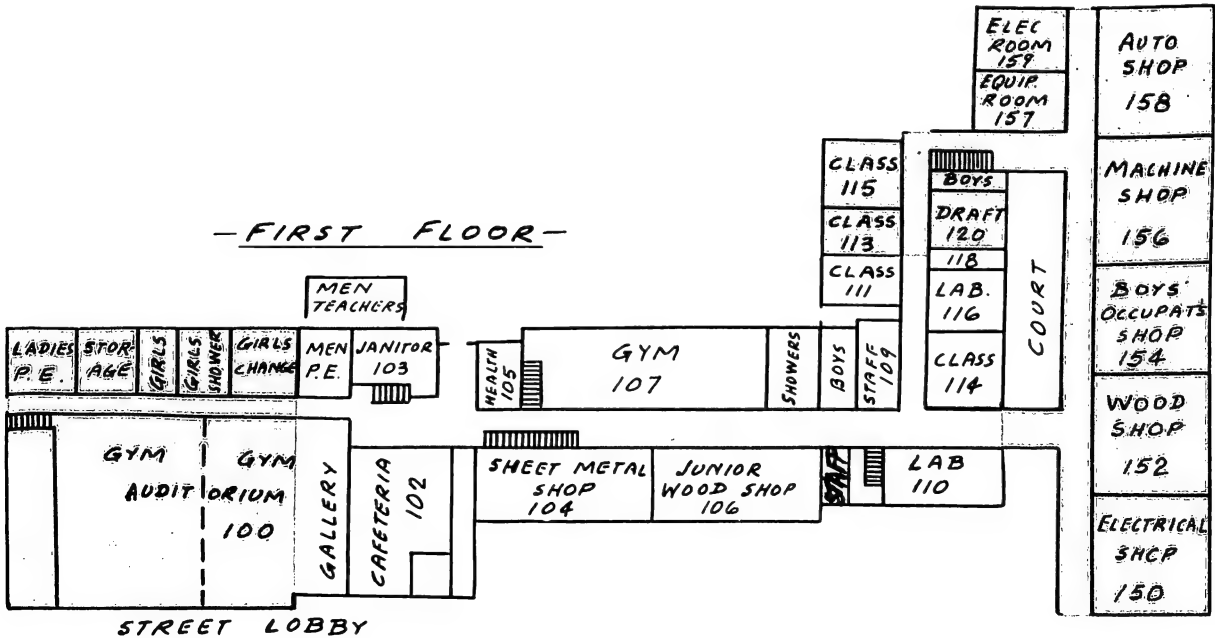 ELEC
ROOM
159
EQUIP.
ROOM
157
AUTO
SHOP
158
CLASS
115
CLASS
113
CLASS
111
BOYS
DRAFT
120
118
LAB.
116
CLASS
114
COURT
MACHINE
SHOP
156
BOYS'
OCCUPAT'S
SHOP
154
WOOD
SHOP
152
ELECTRICAL
SHOP
150
—FIRST FLOOR—
MEN
TEACHERS
LADIES
P.E.
STOR-
AGE
GIRLS
GIRLS.
SHOWER
GIRLS
CHANGE
MEN
P.E.
JANITOR
103
HEALTH
105
GYM
107
SHOWERS
BOYS
STAFF
109
GYM
GYM
AUDITORIUM
100
GALLERY
CAFETERIA
102
SHEET METAL
SHOP
104
JUNIOR
WOOD SHOP
106
STAFF
LAB
110
STREET LOBBY